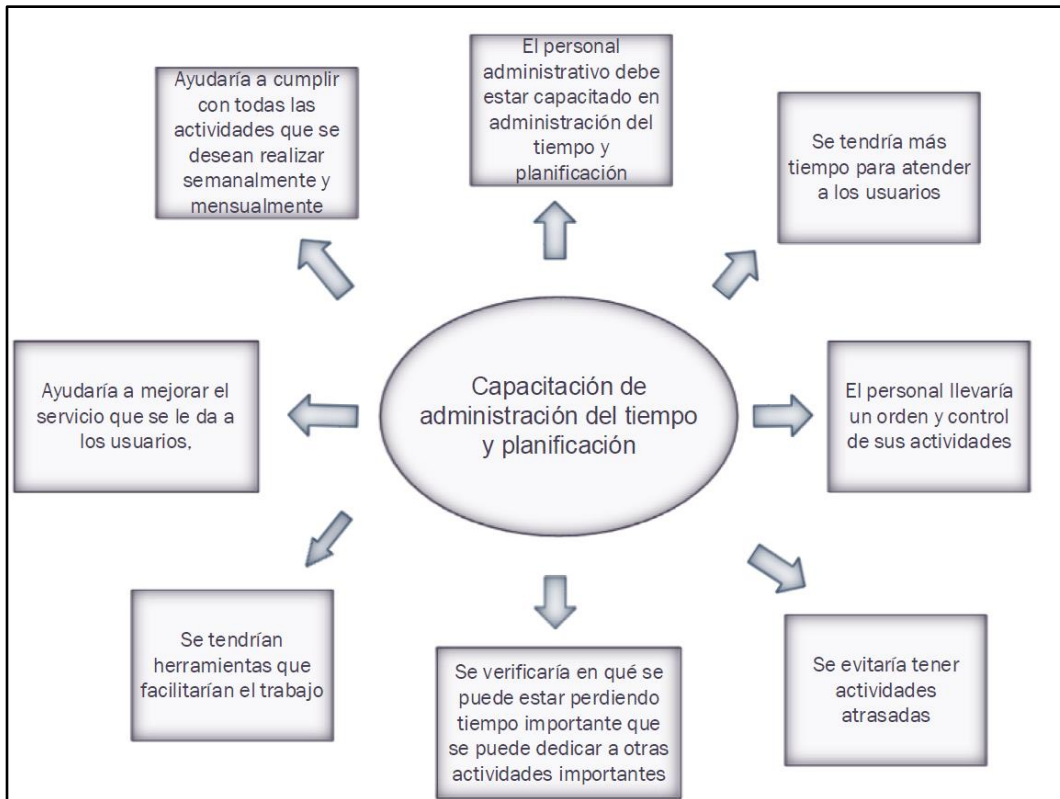 Ayudaría a cumplir
con todas las
actividades que se
desean realizar
semanalmente y
mensualmente
El personal
administrativo debe
estar capacitado en
administración del
tiempo y
planificación
Se tendría más
tiempo para atender
a los usuarios
Ayudaría a mejorar el
servicio que se le da a
los usuarios,
Capacitación de
administración del tiempo
y planificación
El personal llevaría
un orden y control
de sus actividades
Se tendrían
herramientas que
facilitarían el trabajo
Se verificaría en qué se
puede estar perdiendo
tiempo importante que
se puede dedicar a otras
actividades importantes
Se evitaría tener
actividades
atrasadas